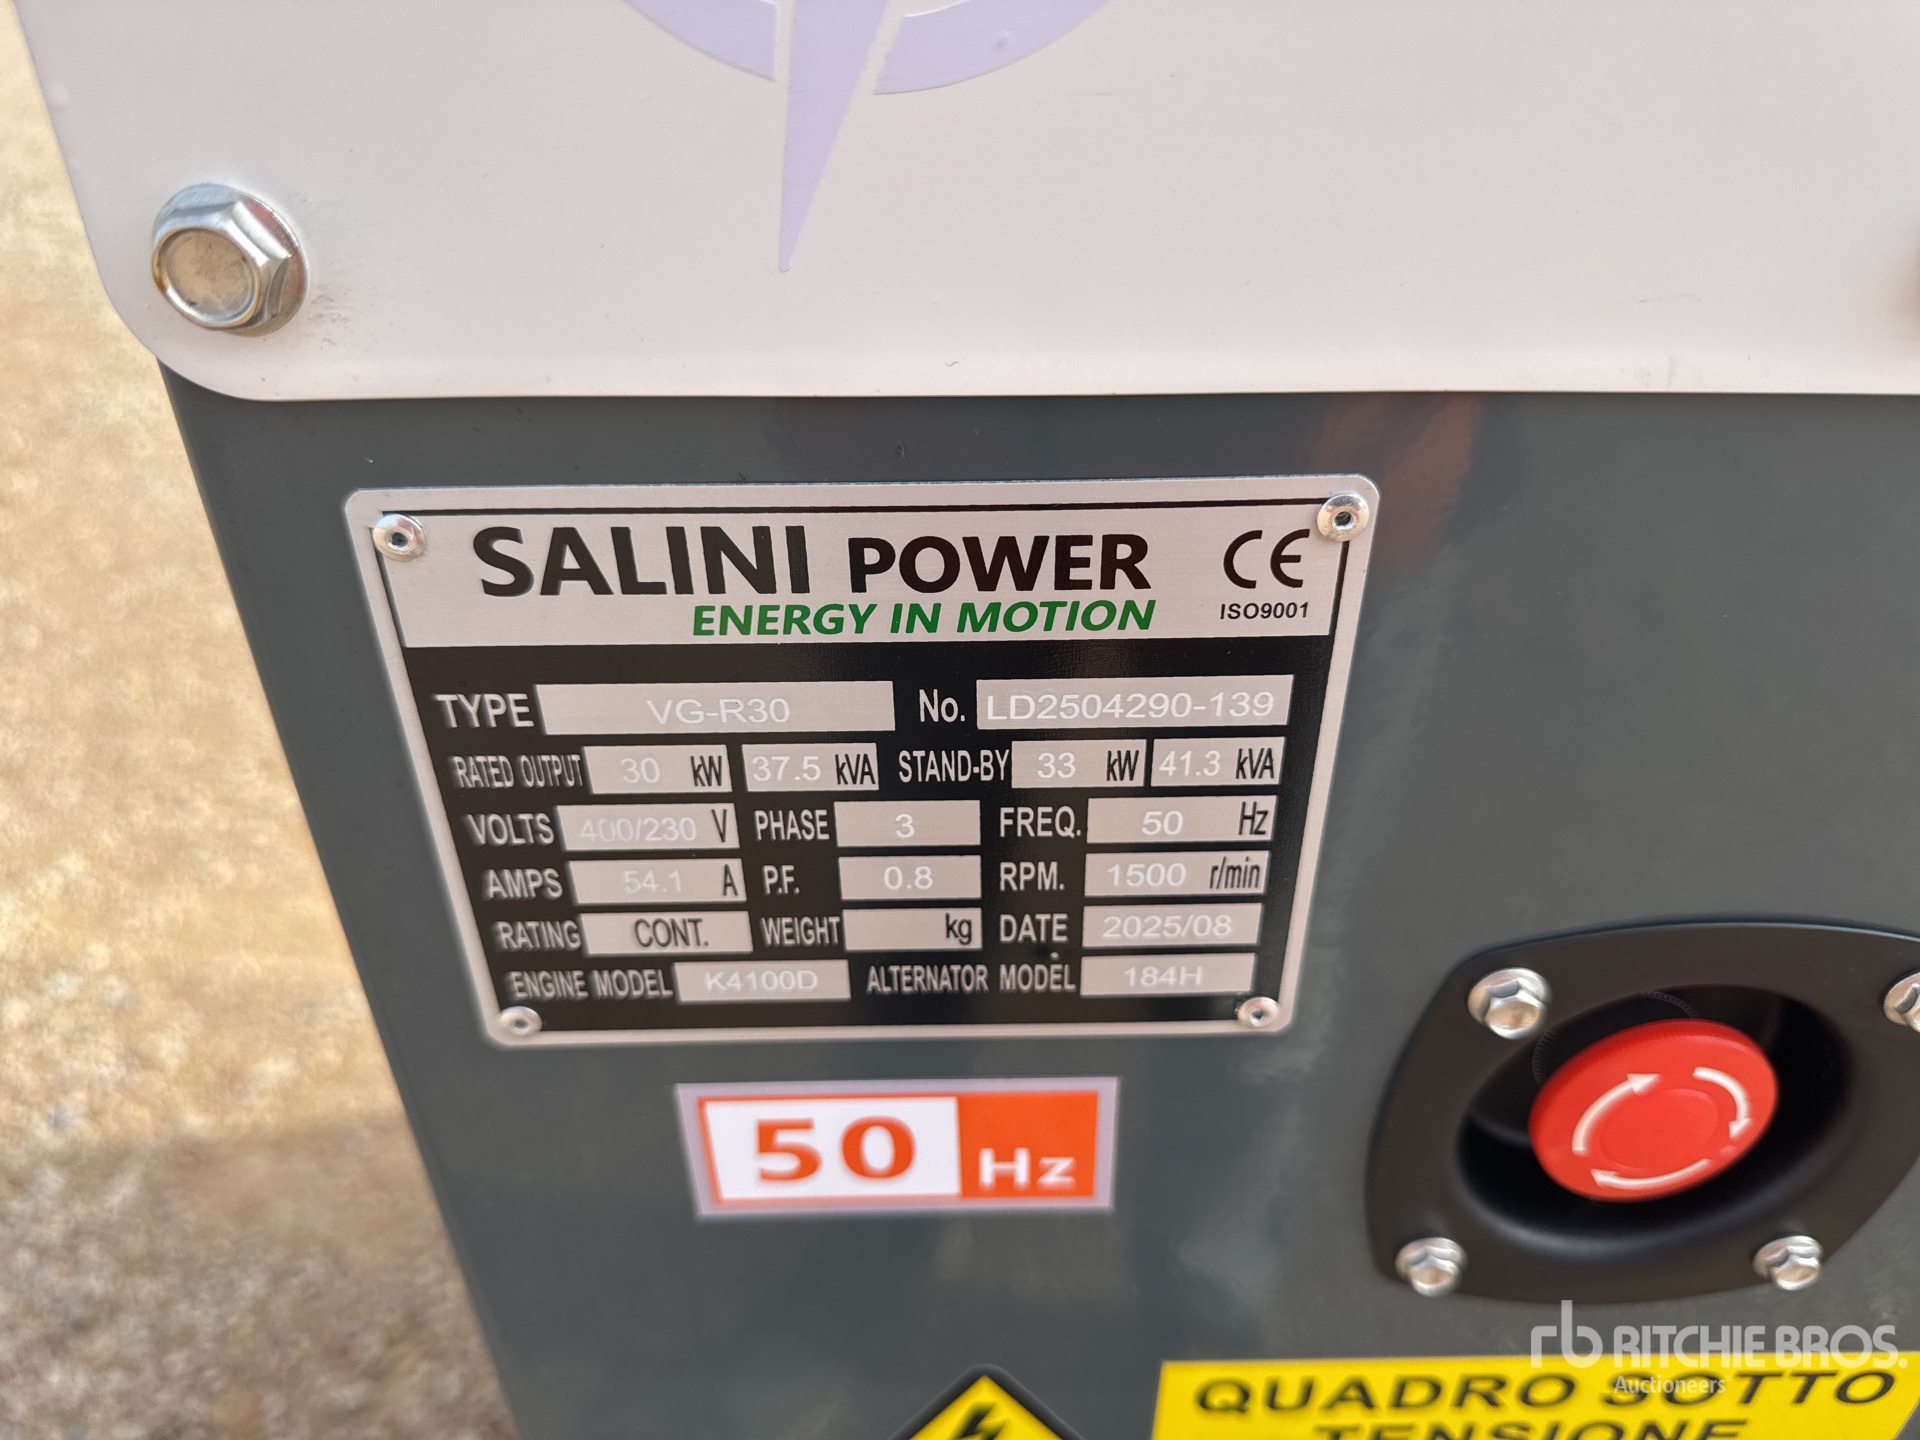 SALINI POWER CE
ENERGY IN MOTION ISO9001
TYPE VG-R30 No. LD2504290-139
RATED OUTPUT 30 kW 37.5 kVA STAND-BY 33 kW 41.3 kVA
VOLTS 400/230 V PHASE 3 FREQ. 50 Hz
AMPS 54.1 A P.F. 0.8 RPM. 1500 r/min
RATING CONT. WEIGHT kg DATE 2025/08
ENGINE MODEL K4100D ALTERNATOR MODEL 184H
50 Hz
QUADRO SOTTO
TENSIONE
rb RITCHIE BROS.
Auctioneers